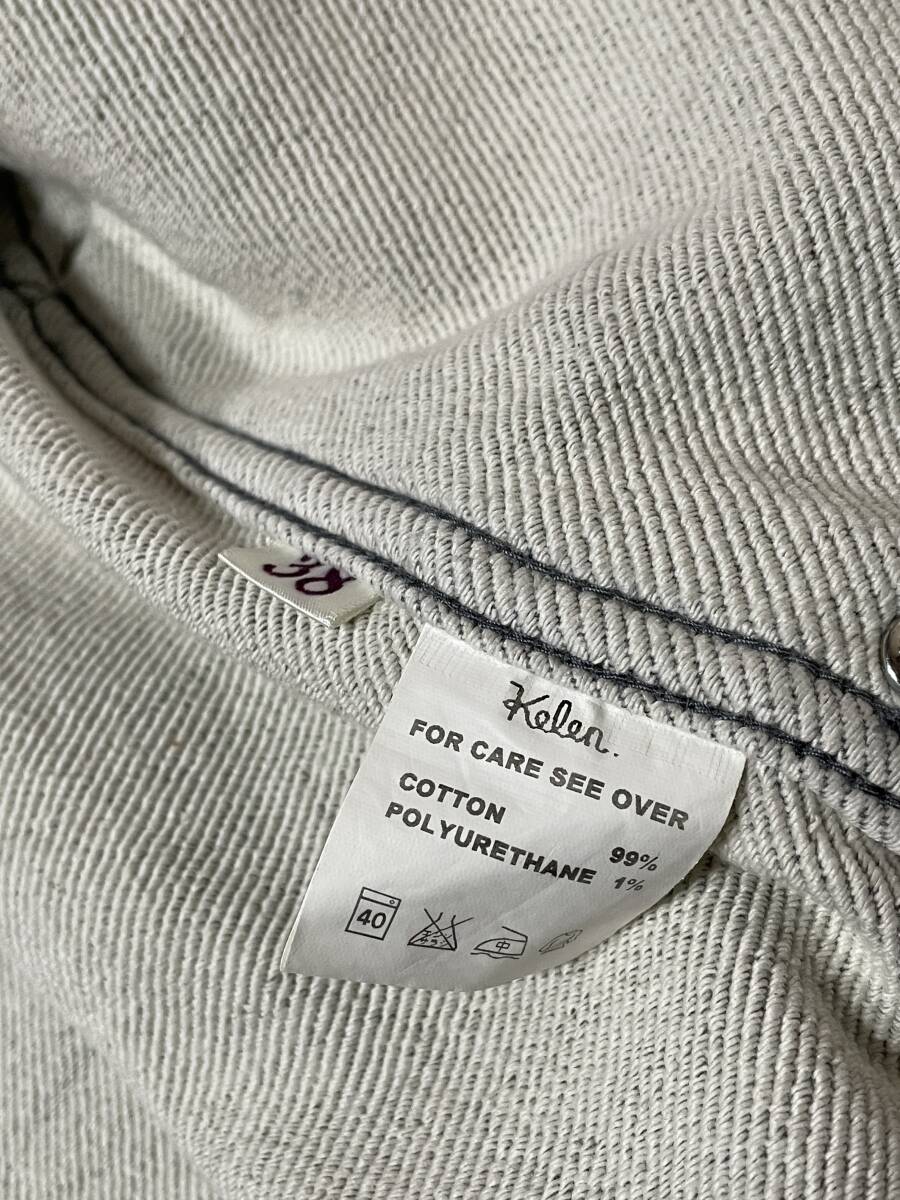 38
Kelen.
FOR CARE SEE OVER
COTTON 99%
POLYURETHANE 1%
40
中